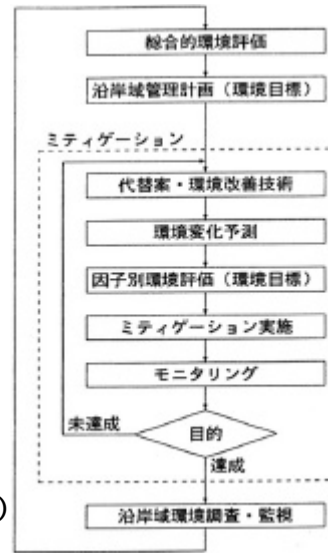 総合的環境評価
沿岸域管理計画（環境目標）
ミティゲーション
代替案・環境改善技術
環境変化予測
因子別環境評価（環境目標）
ミティゲーション実施
モニタリング
未達成
目的
達成
)
沿岸域環境調査・監視